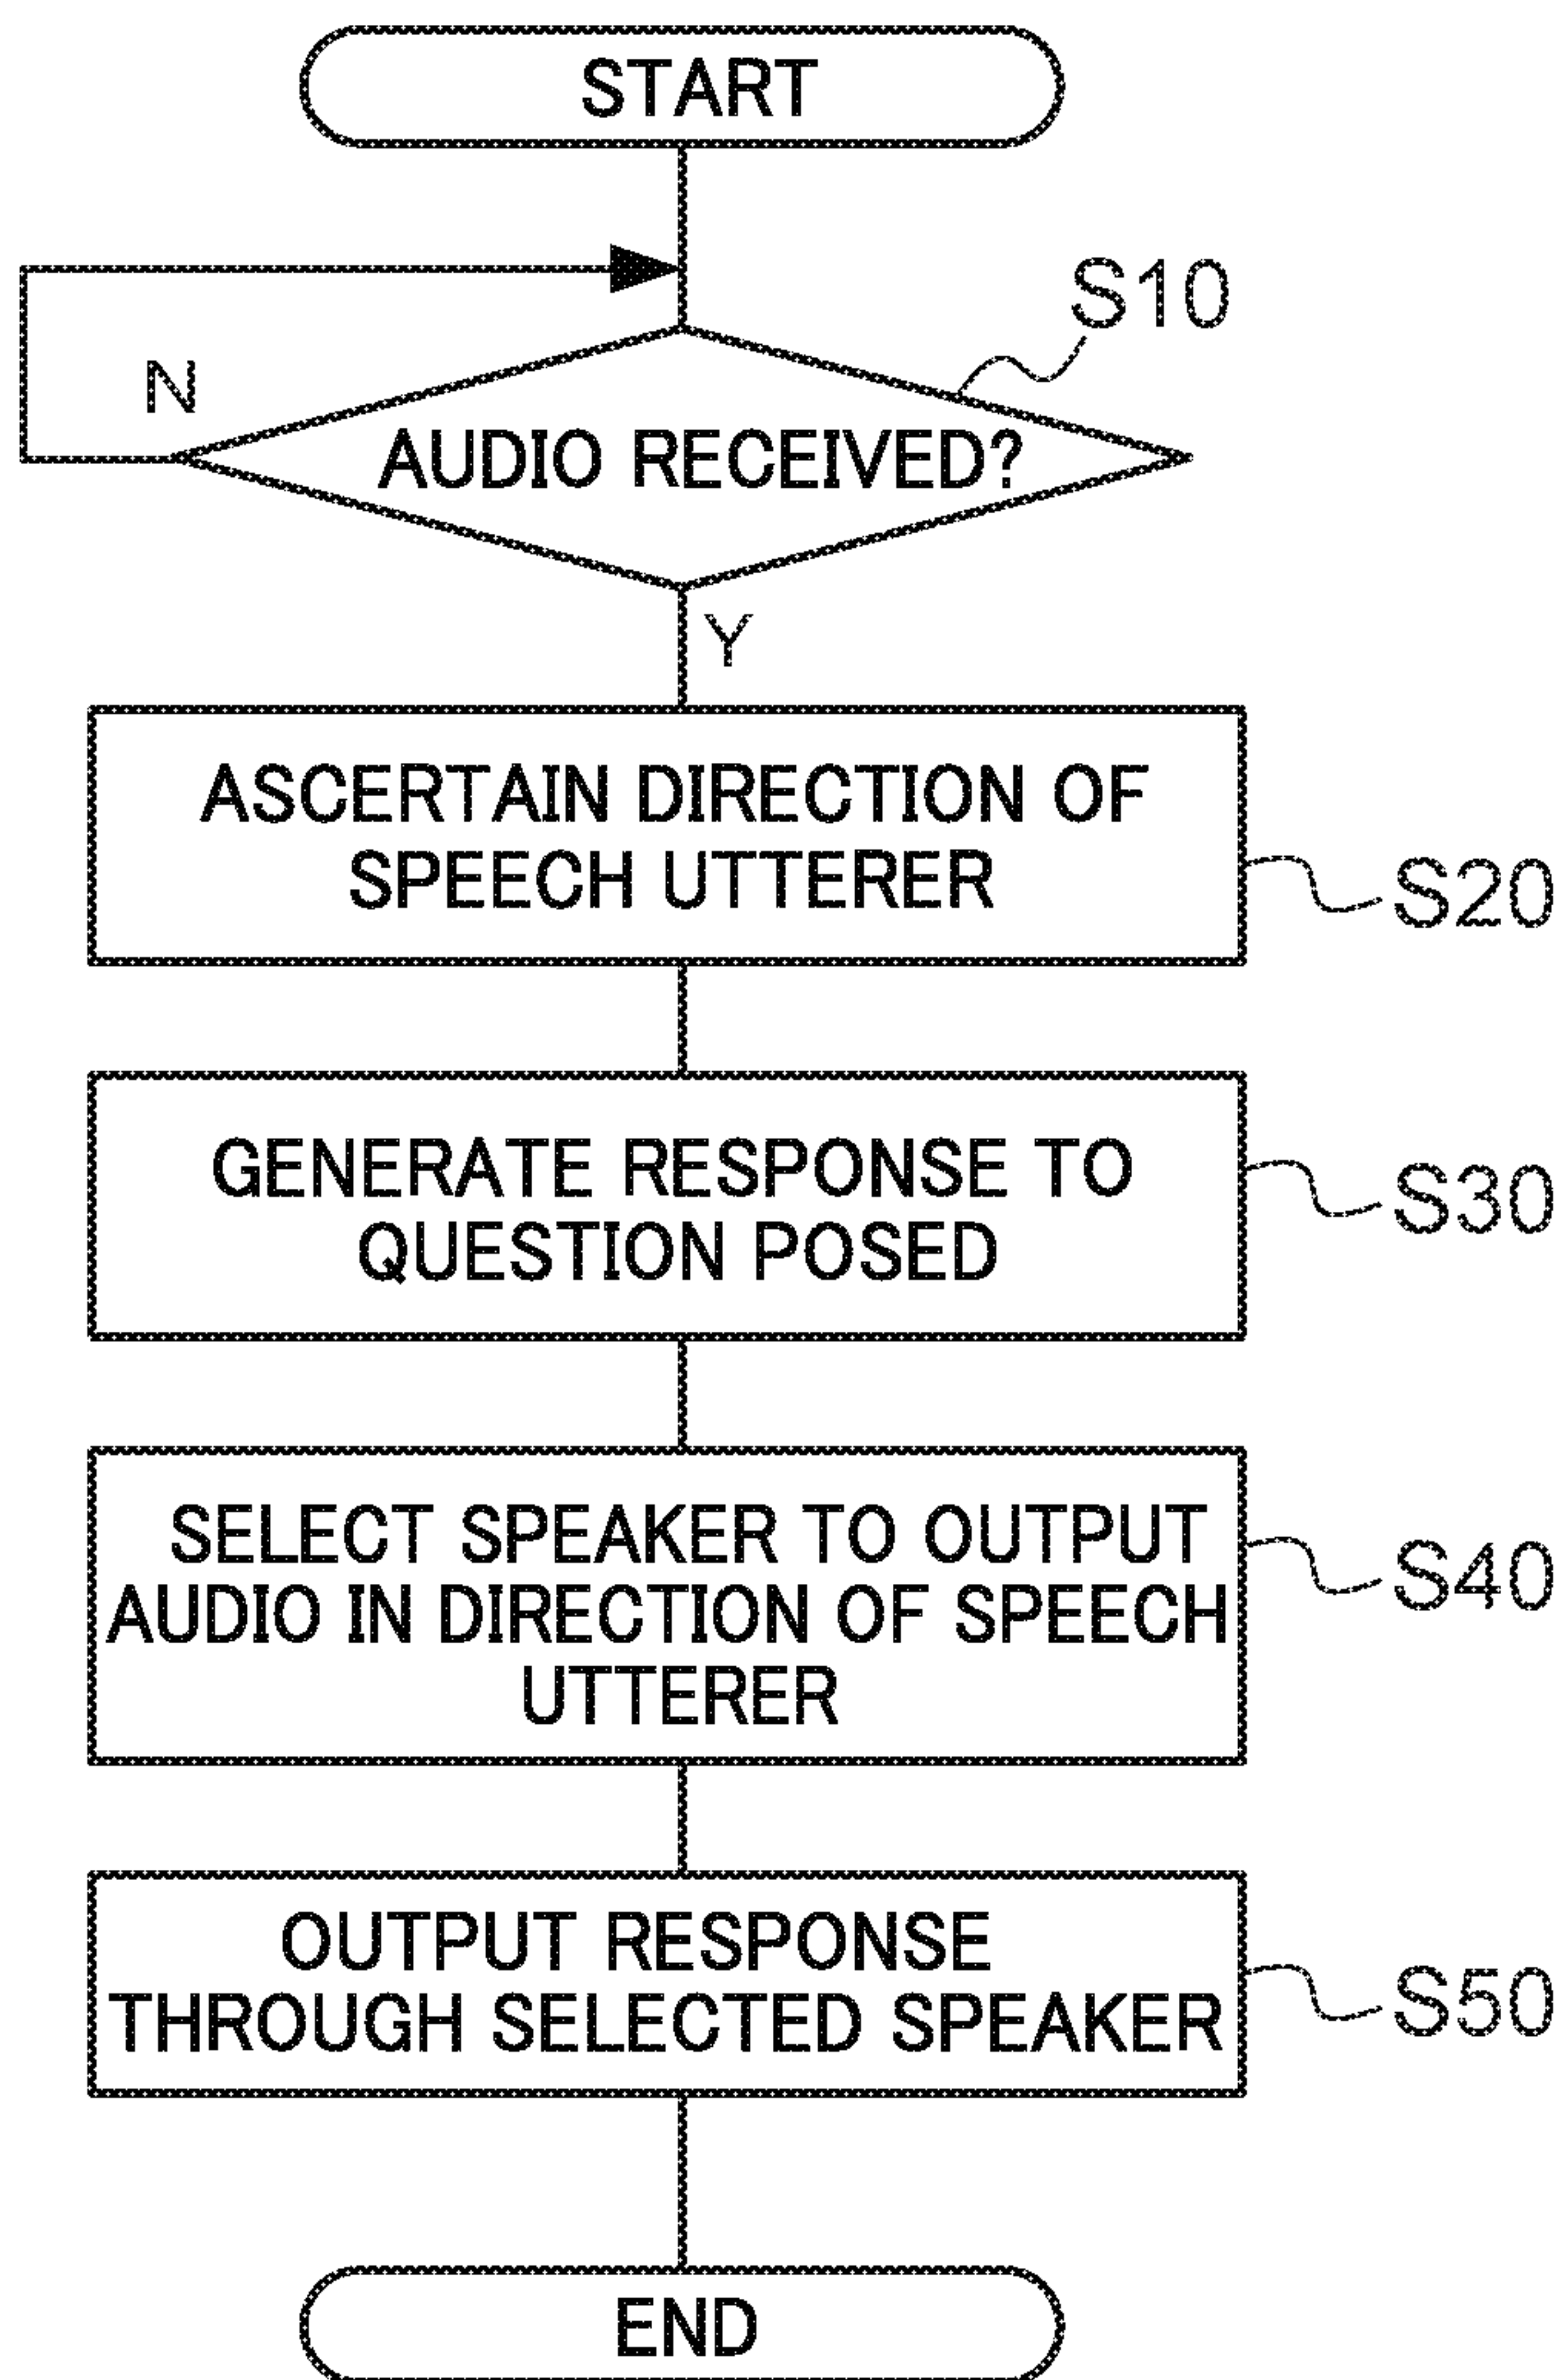 START
S10
N
AUDIO RECEIVED?
Y
ASCERTAIN DIRECTION OF
SPEECH UTTERER
S20
GENERATE RESPONSE TO
QUESTION POSED
S30
SELECT SPEAKER TO OUTPUT
AUDIO IN DIRECTION OF SPEECH
UTTERER
S40
OUTPUT RESPONSE
THROUGH SELECTED SPEAKER
S50
END